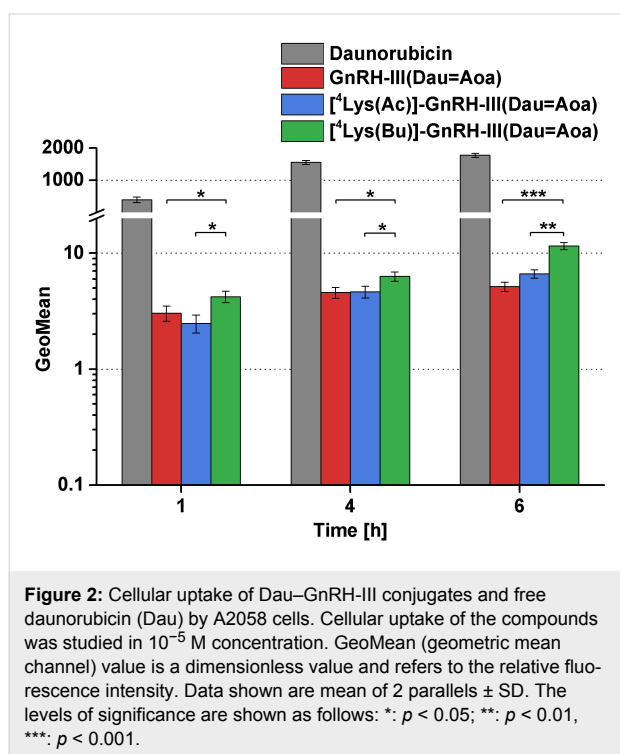 Daunorubicin
GnRH-III(Dau=Aoa)
[⁴Lys(Ac)]-GnRH-III(Dau=Aoa)
[⁴Lys(Bu)]-GnRH-III(Dau=Aoa)
2000
1000
10
1
0.1
GeoMean
* * * * *** **
1 4 6
Time [h]
Figure 2: Cellular uptake of Dau–GnRH-III conjugates and free
daunorubicin (Dau) by A2058 cells. Cellular uptake of the compounds
was studied in 10⁻⁵ M concentration. GeoMean (geometric mean
channel) value is a dimensionless value and refers to the relative fluo-
rescence intensity. Data shown are mean of 2 parallels ± SD. The
levels of significance are shown as follows: *: p < 0.05; **: p < 0.01,
***: p < 0.001.